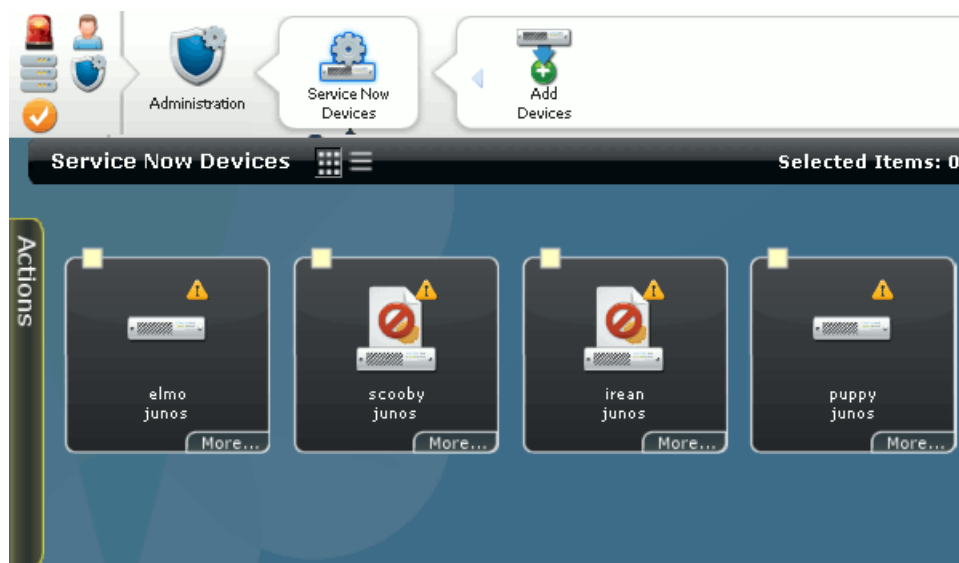 Administration
Service Now
Devices
Add
Devices
Service Now Devices
Selected Items: 0
Actions
elmo
junos
More...
scooby
junos
More...
irean
junos
More...
puppy
junos
More...